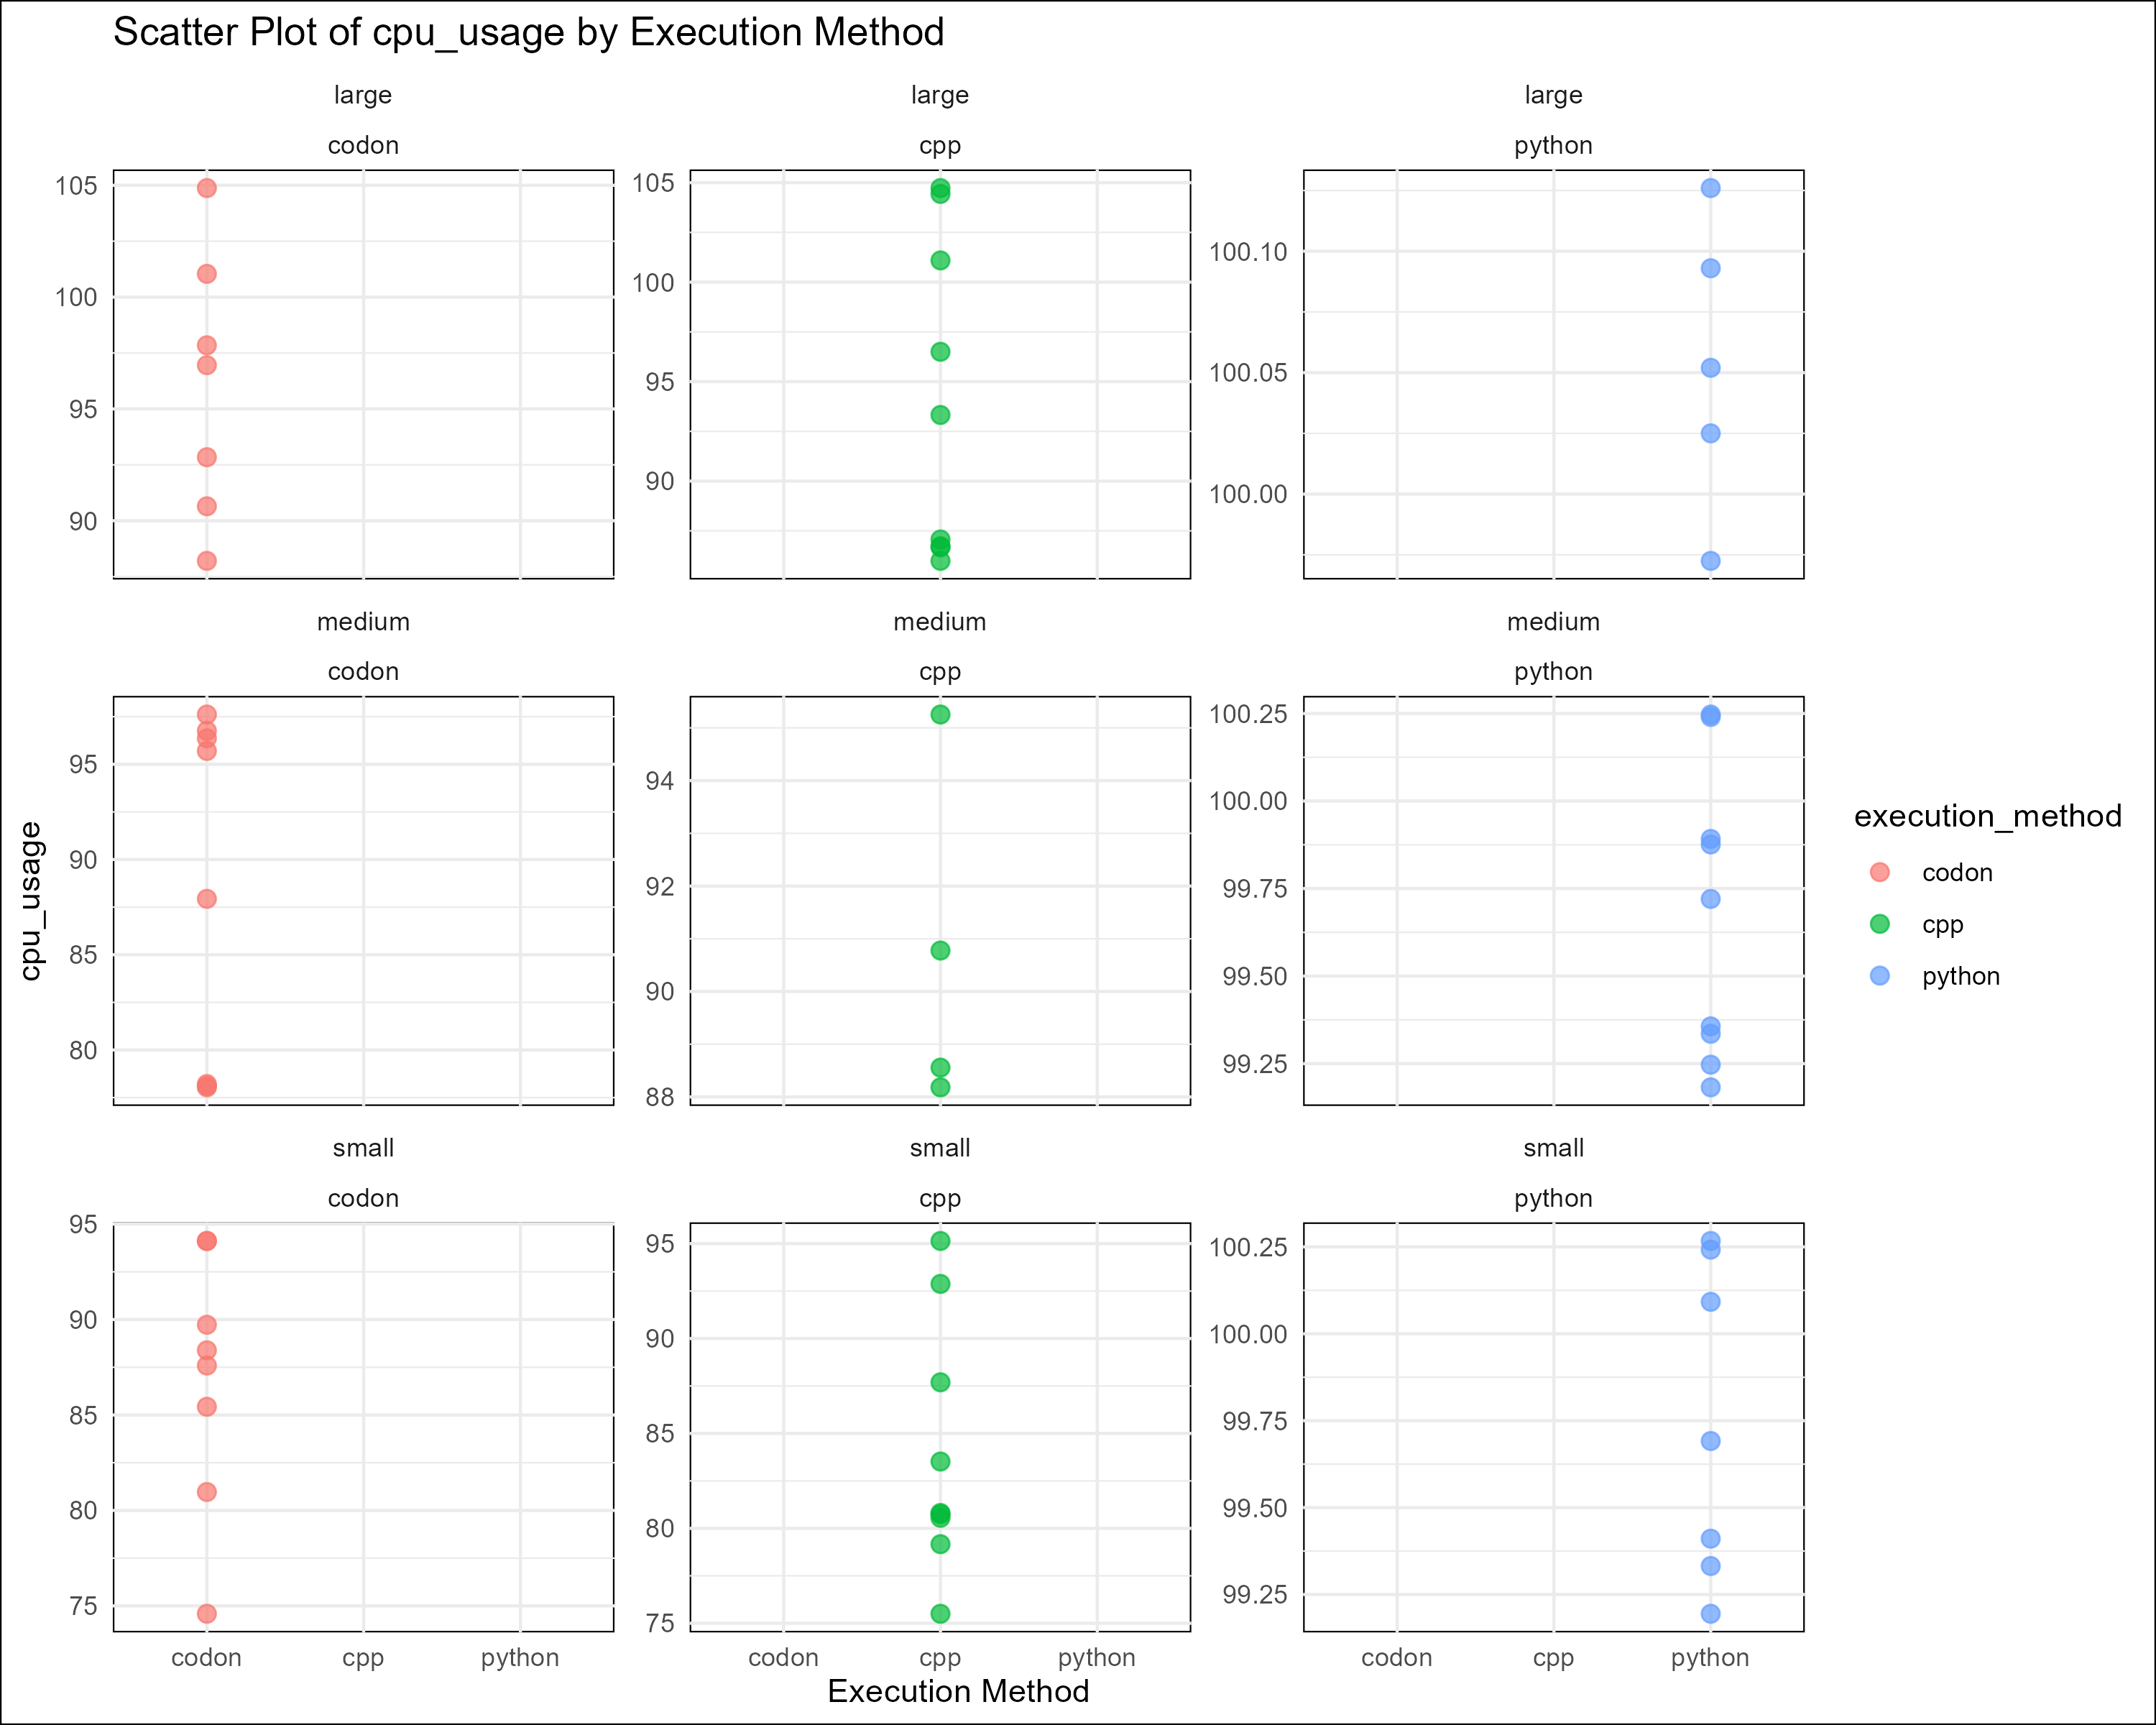 Scatter Plot of cpu_usage by Execution Method
large large large
codon cpp python
105
100
95
90
105
100
95
90
100.10
100.05
100.00
medium medium medium
codon cpp python
95
90
85
80
94
92
90
88
100.25
100.00
99.75
99.50
99.25
small small small
codon cpp python
95
90
85
80
75
95
90
85
80
75
100.25
100.00
99.75
99.50
99.25
codon cpp python codon cpp python codon cpp python
Execution Method
cpu_usage
execution_method
codon
cpp
python